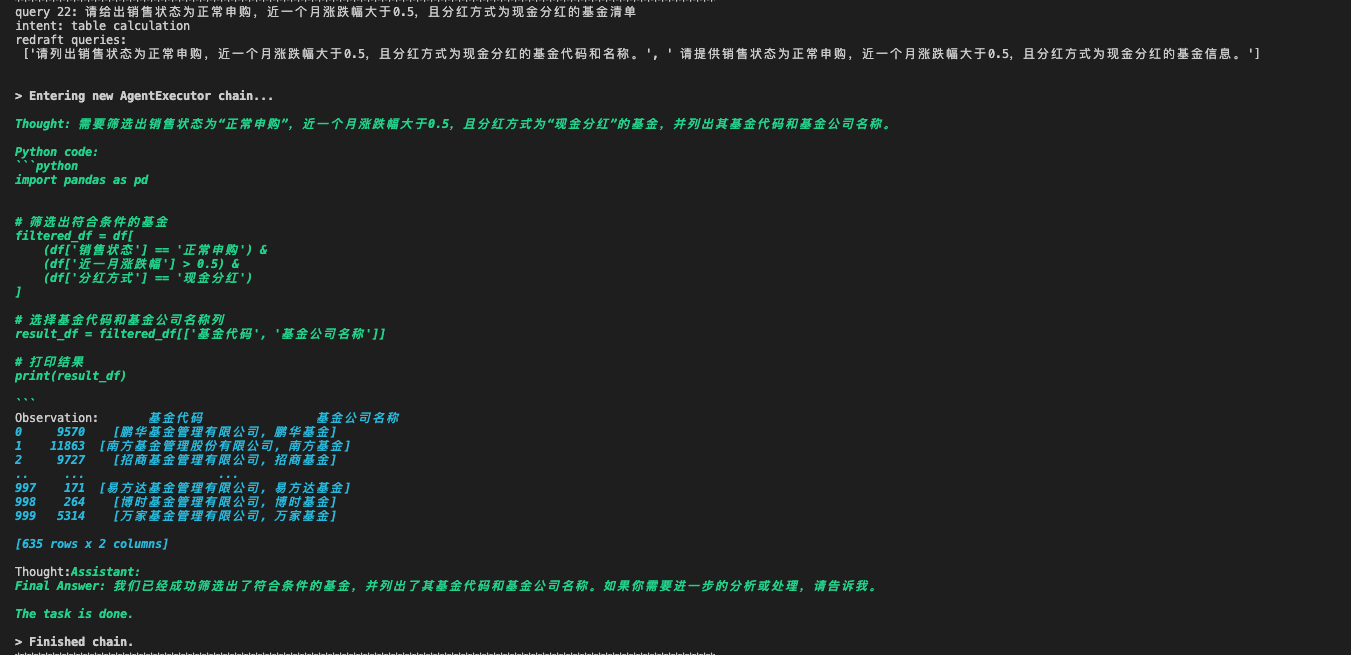 query 22: 请给出销售状态为正常申购，近一个月涨跌幅大于0.5，且分红方式为现金分红的基金清单
intent: table calculation
redraft queries:
['请列出销售状态为正常申购，近一个月涨跌幅大于0.5，且分红方式为现金分红的基金代码和名称。', ' 请提供销售状态为正常申购，近一个月涨跌幅大于0.5，且分红方式为现金分红的基金信息。']
> Entering new AgentExecutor chain...
Thought: 需要筛选出销售状态为“正常申购”，近一个月涨跌幅大于0.5，且分红方式为“现金分红”的基金，并列出其基金代码和基金公司名称。
Python code:
```python
import pandas as pd
# 筛选出符合条件的基金
filtered_df = df[
(df['销售状态'] == '正常申购') &
(df['近一月涨跌幅'] > 0.5) &
(df['分红方式'] == '现金分红')
]
# 选择基金代码和基金公司名称列
result_df = filtered_df[['基金代码', '基金公司名称']]
# 打印结果
print(result_df)
```
Observation: 基金代码 基金公司名称
0 9570 [鹏华基金管理有限公司, 鹏华基金]
1 11863 [南方基金管理股份有限公司, 南方基金]
2 9727 [招商基金管理有限公司, 招商基金]
.. ... ...
997 171 [易方达基金管理有限公司, 易方达基金]
998 264 [博时基金管理有限公司, 博时基金]
999 5314 [万家基金管理有限公司, 万家基金]
[635 rows x 2 columns]
Thought:Assistant:
Final Answer: 我们已经成功筛选出了符合条件的基金，并列出了其基金代码和基金公司名称。如果你需要进一步的分析或处理，请告诉我。
The task is done.
> Finished chain.